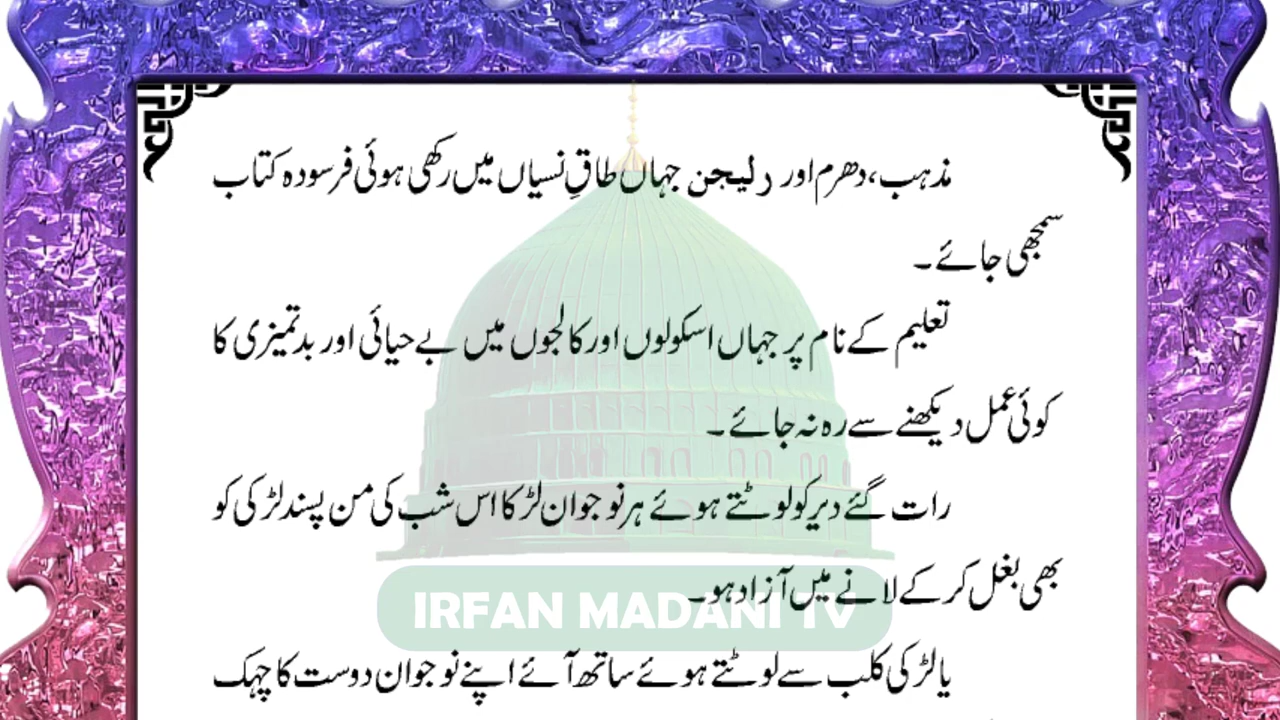 مذہب، دھرم اور رلیجن جہاں طاقِ نسیاں میں رکھی ہوئی فرسودہ کتاب
سمجھی جائے۔
تعلیم کے نام پر جہاں اسکولوں اور کالجوں میں بے حیائی اور بدتمیزی کا
کوئی عمل دیکھنے سے رہ نہ جائے۔
رات گئے دیر کو لوٹتے ہوئے ہر نوجوان لڑکا اس شب کی من پسند لڑکی کو
بھی بغل کر کے لانے میں آزاد ہو۔
IRFAN MADANI TV
یا لڑکی کلب سے لوٹتے ہوئے ساتھ آئے اپنے نوجوان دوست کا چہک